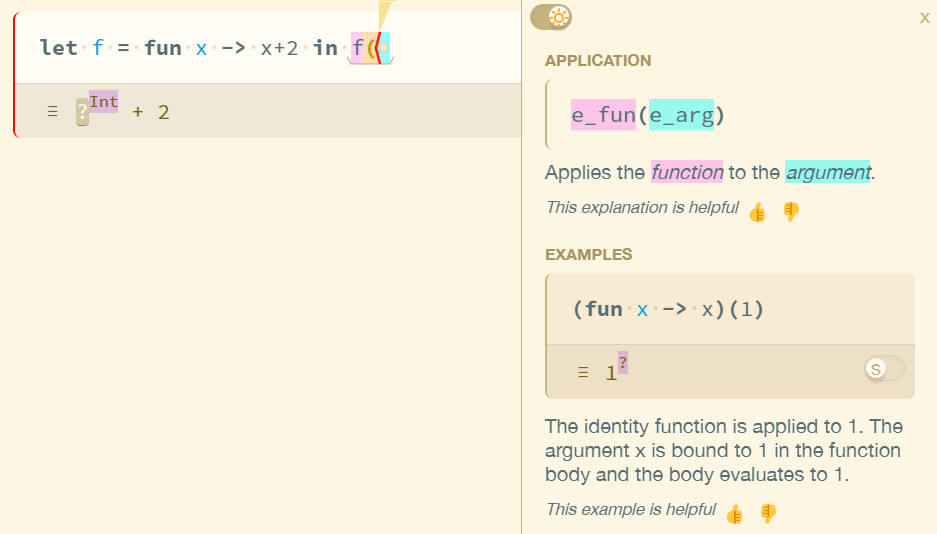 let f = fun x -> x+2 in f(
≡ ?Int + 2
x
APPLICATION
e_fun(e_arg)
Applies the function to the argument.
This explanation is helpful 👍 👎
EXAMPLES
(fun x -> x)(1)
≡ 1? s
The identity function is applied to 1. The
argument x is bound to 1 in the function
body and the body evaluates to 1.
This example is helpful 👍 👎